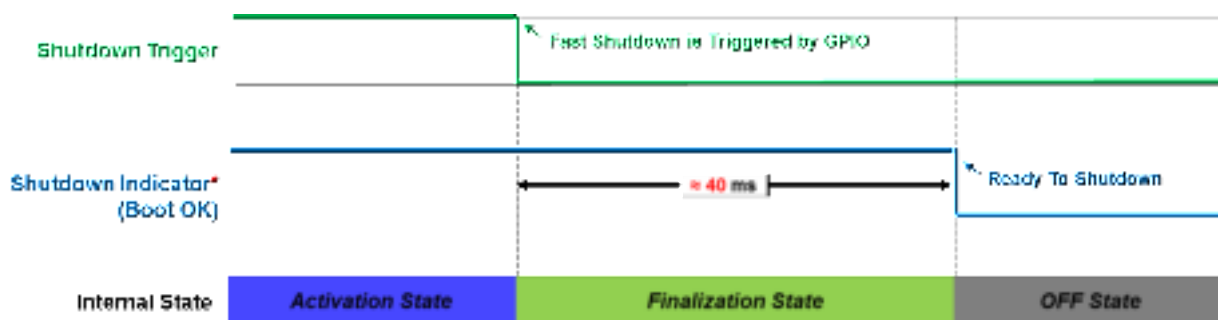 Shutdown Trigger
Fast Shutdown is Triggered by GPIO
Shutdown Indicator*
(Boot OK)
≈ 40 ms
Ready To Shutdown
Internal State
Activation State
Finalization State
OFF State